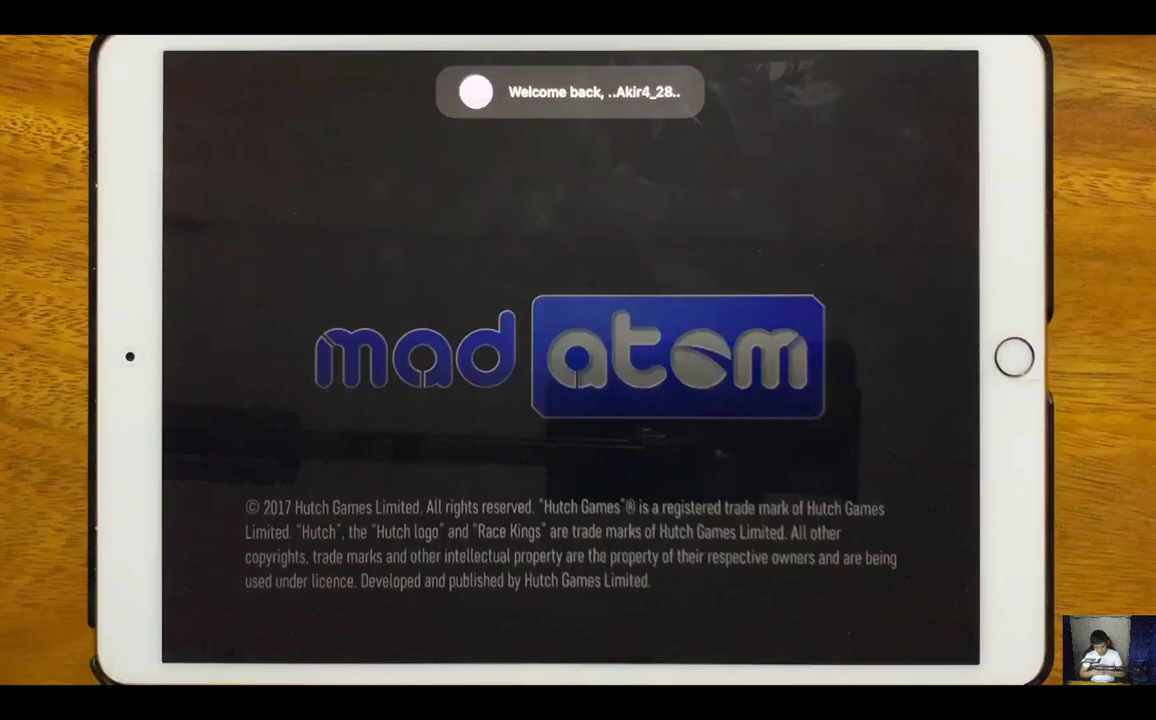 Welcome back, ..Akir4_28..
mad atom
© 2017 Hutch Games Limited. All rights reserved. "Hutch Games"® is a registered trade mark of Hutch Games
Limited. "Hutch", the "Hutch logo" and "Race Kings" are trade marks of Hutch Games Limited. All other
copyrights, trade marks and other intellectual property are the property of their respective owners and are being
used under licence. Developed and published by Hutch Games Limited.